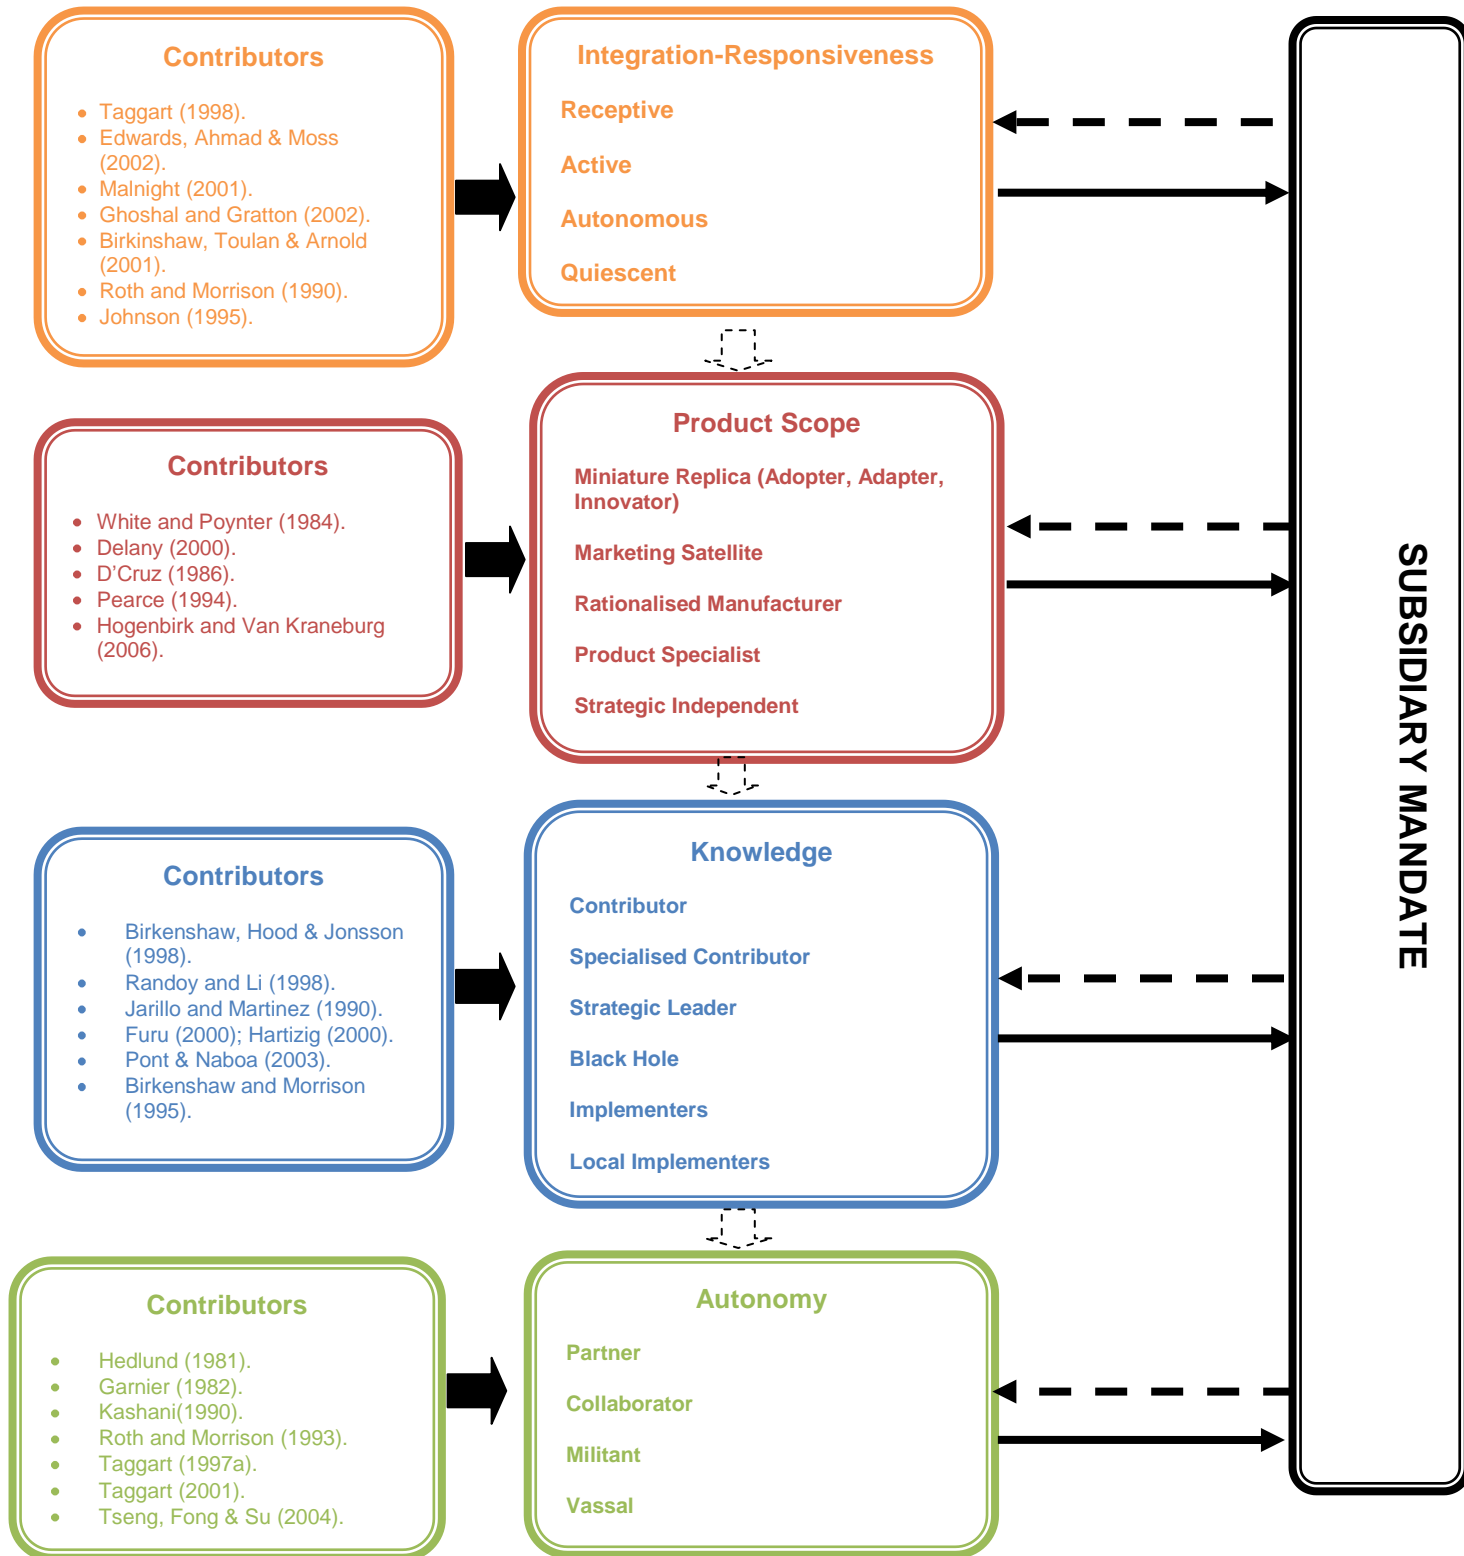 Contributors
Taggart (1998).
Edwards, Ahmad & Moss
(2002).
Malnight (2001).
Ghoshal and Gratton (2002).
Birkinshaw, Toulan & Arnold
(2001).
Roth and Morrison (1990).
Johnson (1995).
Integration-Responsiveness
Receptive
Active
Autonomous
Quiescent
Contributors
White and Poynter (1984).
Delany (2000).
D'Cruz (1986).
Pearce (1994).
Hogenbirk and Van Kraneburg
(2006).
Product Scope
Miniature Replica (Adopter, Adapter,
Innovator)
Marketing Satellite
Rationalised Manufacturer
Product Specialist
Strategic Independent
Contributors
Birkenshaw, Hood & Jonsson
(1998).
Randoy and Li (1998).
Jarillo and Martinez (1990).
Furu (2000); Hartizig (2000).
Pont & Naboa (2003).
Birkenshaw and Morrison
(1995).
Knowledge
Contributor
Specialised Contributor
Strategic Leader
Black Hole
Implementers
Local Implementers
Contributors
Hedlund (1981).
Garnier (1982).
Kashani(1990).
Roth and Morrison (1993).
Taggart (1997a).
Taggart (2001).
Tseng, Fong & Su (2004).
Autonomy
Partner
Collaborator
Militant
Vassal
SUBSIDIARY MANDATE